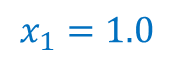 x₁ = 1.0